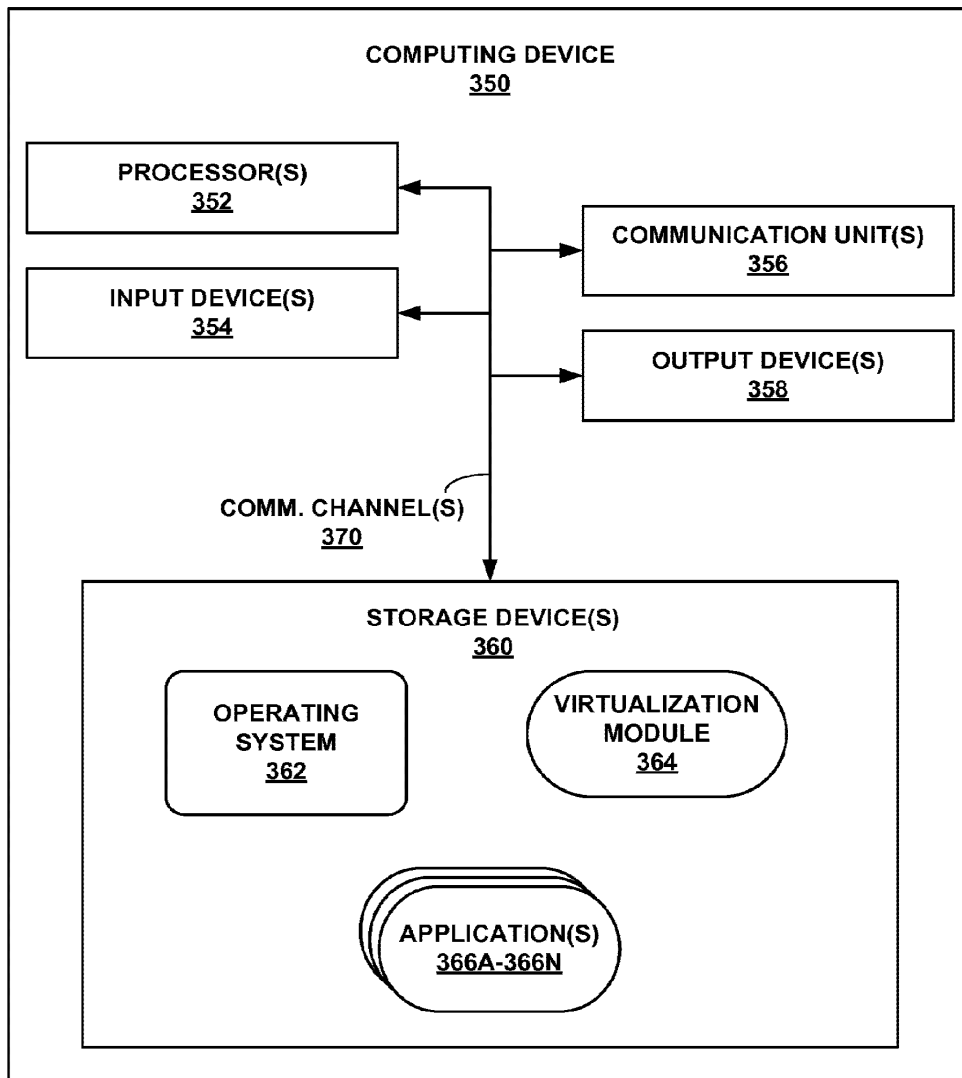 COMPUTING DEVICE
350
PROCESSOR(S)
352
COMMUNICATION UNIT(S)
356
INPUT DEVICE(S)
354
OUTPUT DEVICE(S)
358
COMM. CHANNEL(S)
370
STORAGE DEVICE(S)
360
OPERATING
SYSTEM
362
VIRTUALIZATION
MODULE
364
APPLICATION(S)
366A-366N